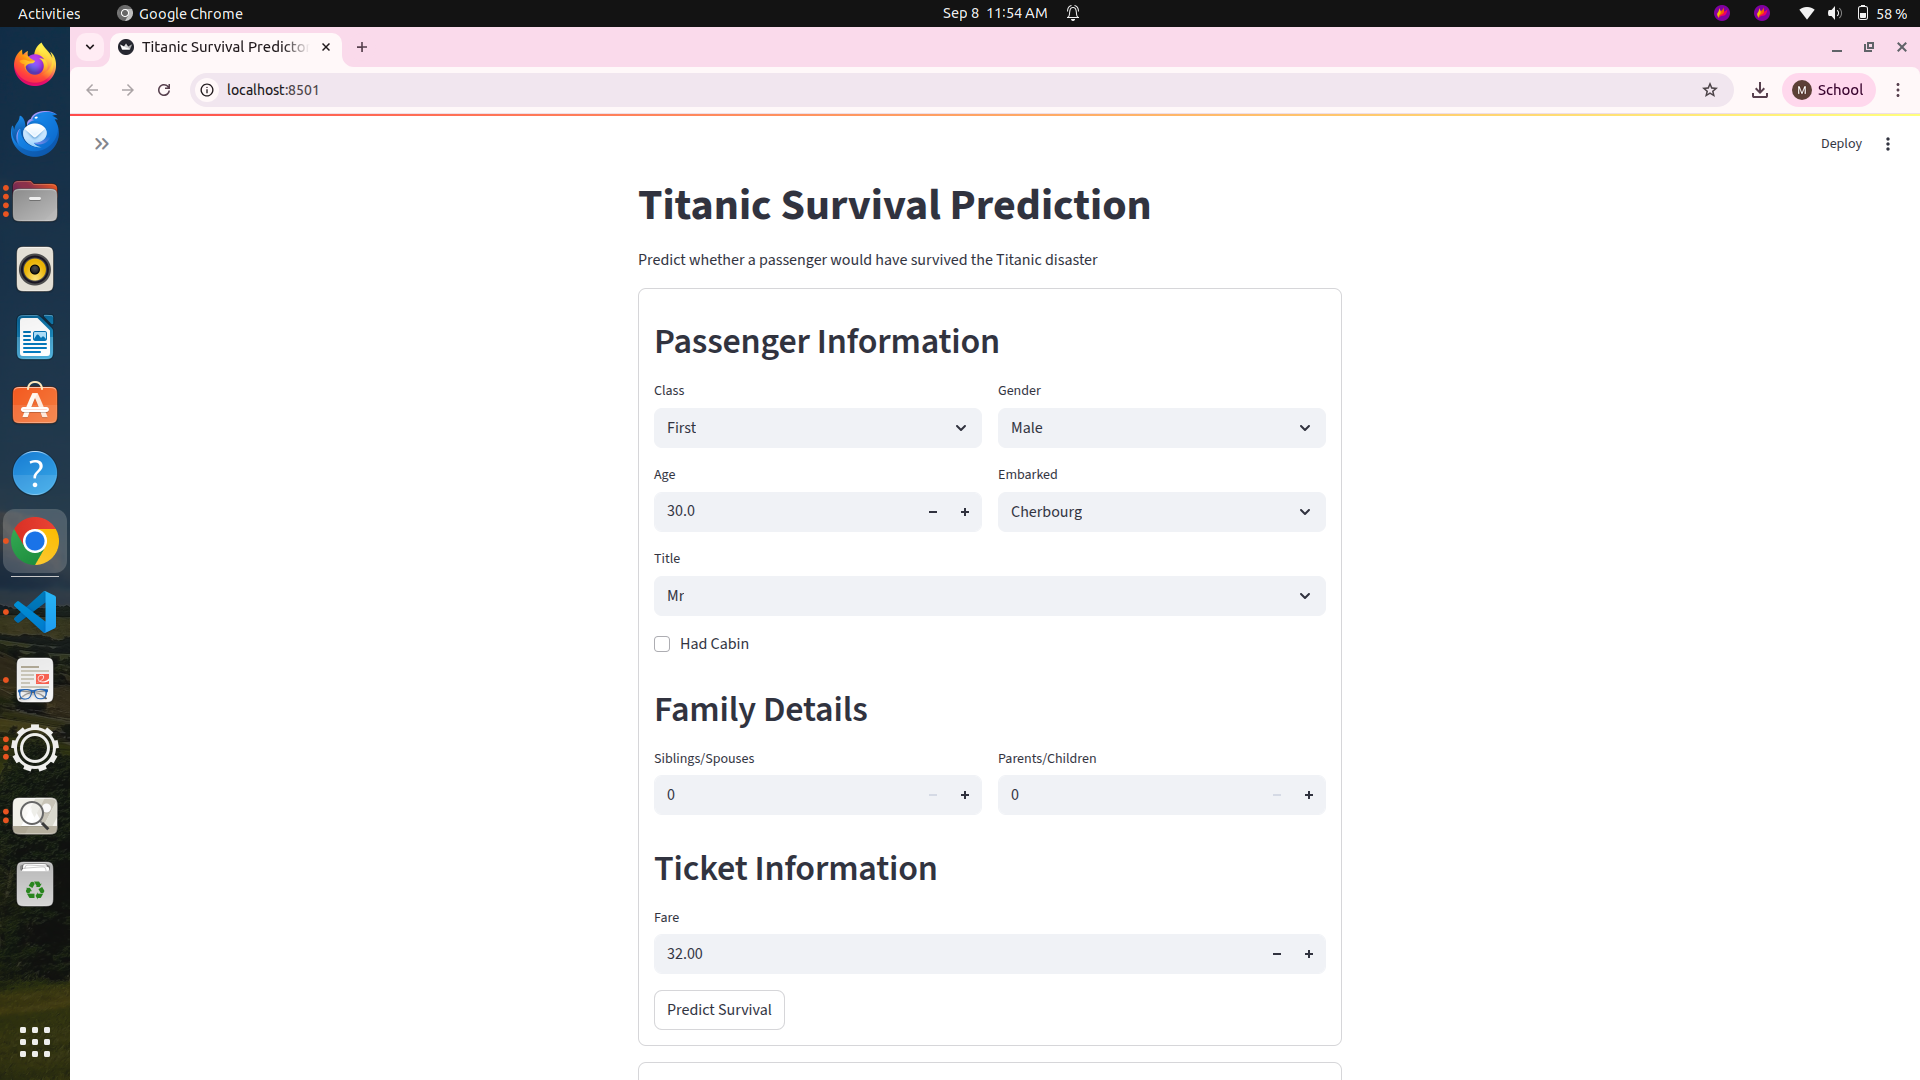 Activities
Google Chrome
Sep 8 11:54 AM
58 %
Titanic Survival Predicto
localhost:8501
M School
Deploy
Titanic Survival Prediction
Predict whether a passenger would have survived the Titanic disaster
Passenger Information
Class
Gender
First
Male
Age
Embarked
30.0
Cherbourg
Title
Mr
Had Cabin
Family Details
Siblings/Spouses
Parents/Children
0
0
Ticket Information
Fare
32.00
Predict Survival